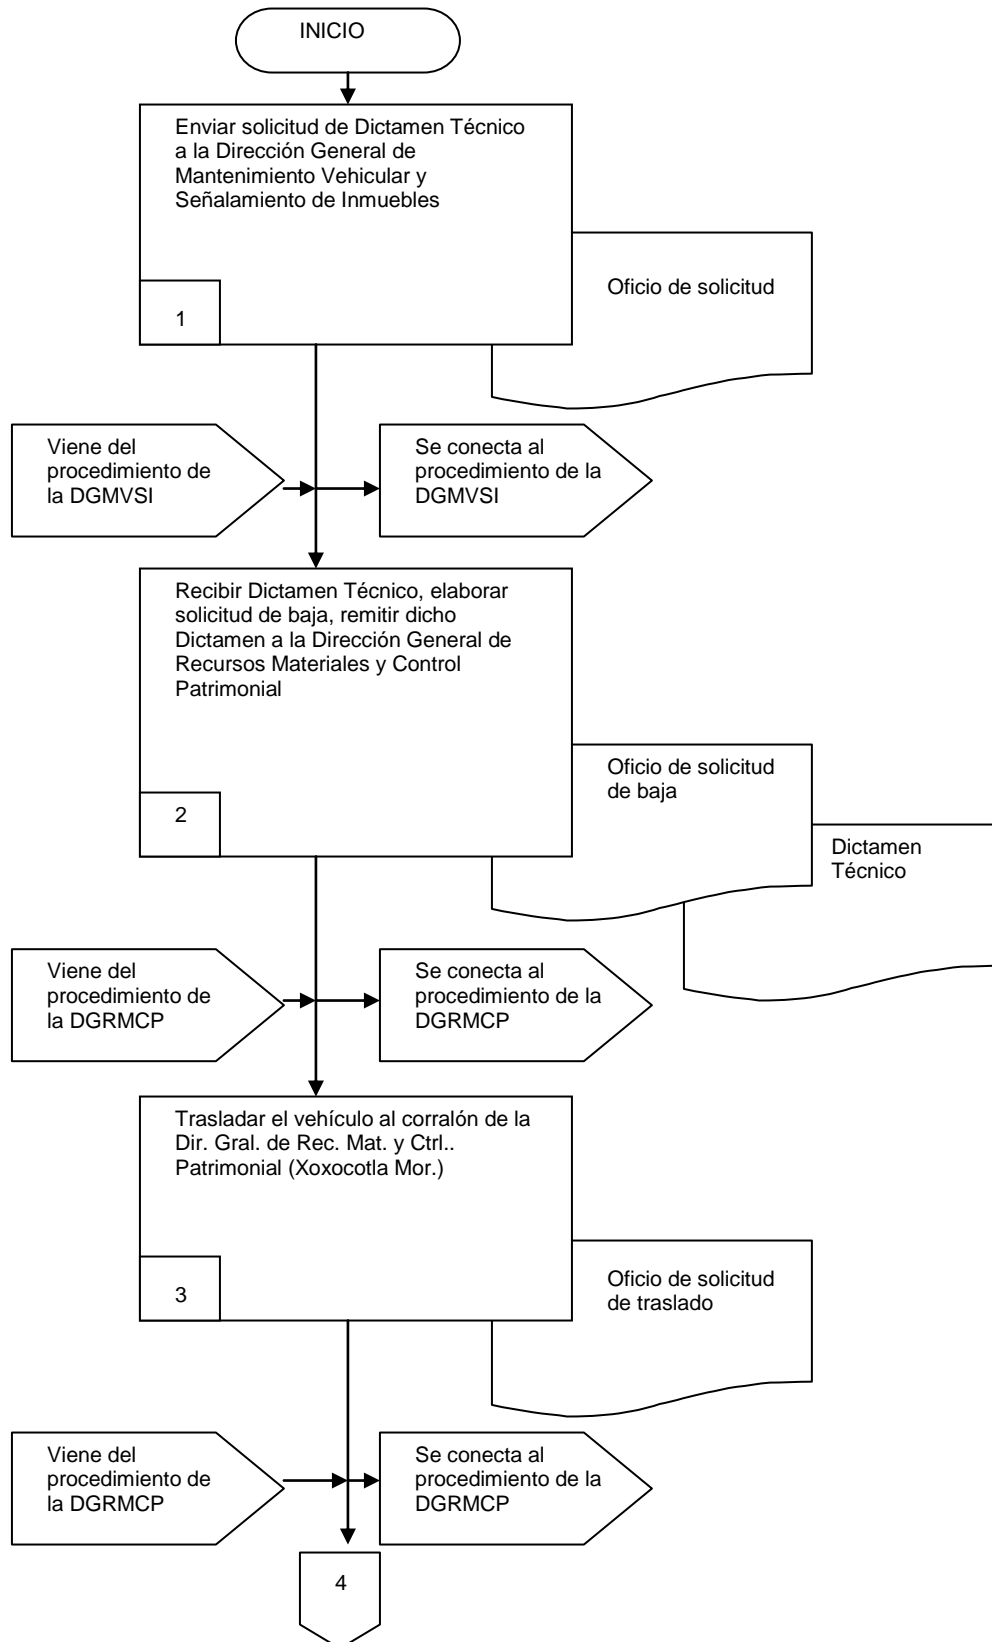 INICIO
Enviar solicitud de Dictamen Técnico
a la Dirección General de
Mantenimiento Vehicular y
Señalamiento de Inmuebles
Oficio de solicitud
1
Viene del
procedimiento de
la DGMVSI
Se conecta al
procedimiento de la
DGMVSI
Recibir Dictamen Técnico, elaborar
solicitud de baja, remitir dicho
Dictamen a la Dirección General de
Recursos Materiales y Control
Patrimonial
Oficio de solicitud
de baja
2
Dictamen
Técnico
Viene del
procedimiento de
la DGRMCP
Se conecta al
procedimiento de la
DGRMCP
Trasladar el vehículo al corralón de la
Dir. Gral. de Rec. Mat. y Ctrl..
Patrimonial (Xoxocotla Mor.)
Oficio de solicitud
de traslado
3
Viene del
procedimiento de
la DGRMCP
Se conecta al
procedimiento de la
DGRMCP
4